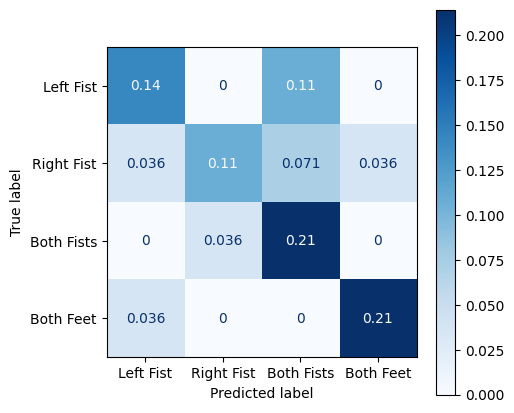 True label
Left Fist 0.14 0 0.11 0
Right Fist 0.036 0.11 0.071 0.036
Both Fists 0 0.036 0.21 0
Both Feet 0.036 0 0 0.21
Left Fist Right Fist Both Fists Both Feet
Predicted label
0.200
0.175
0.150
0.125
0.100
0.075
0.050
0.025
0.000